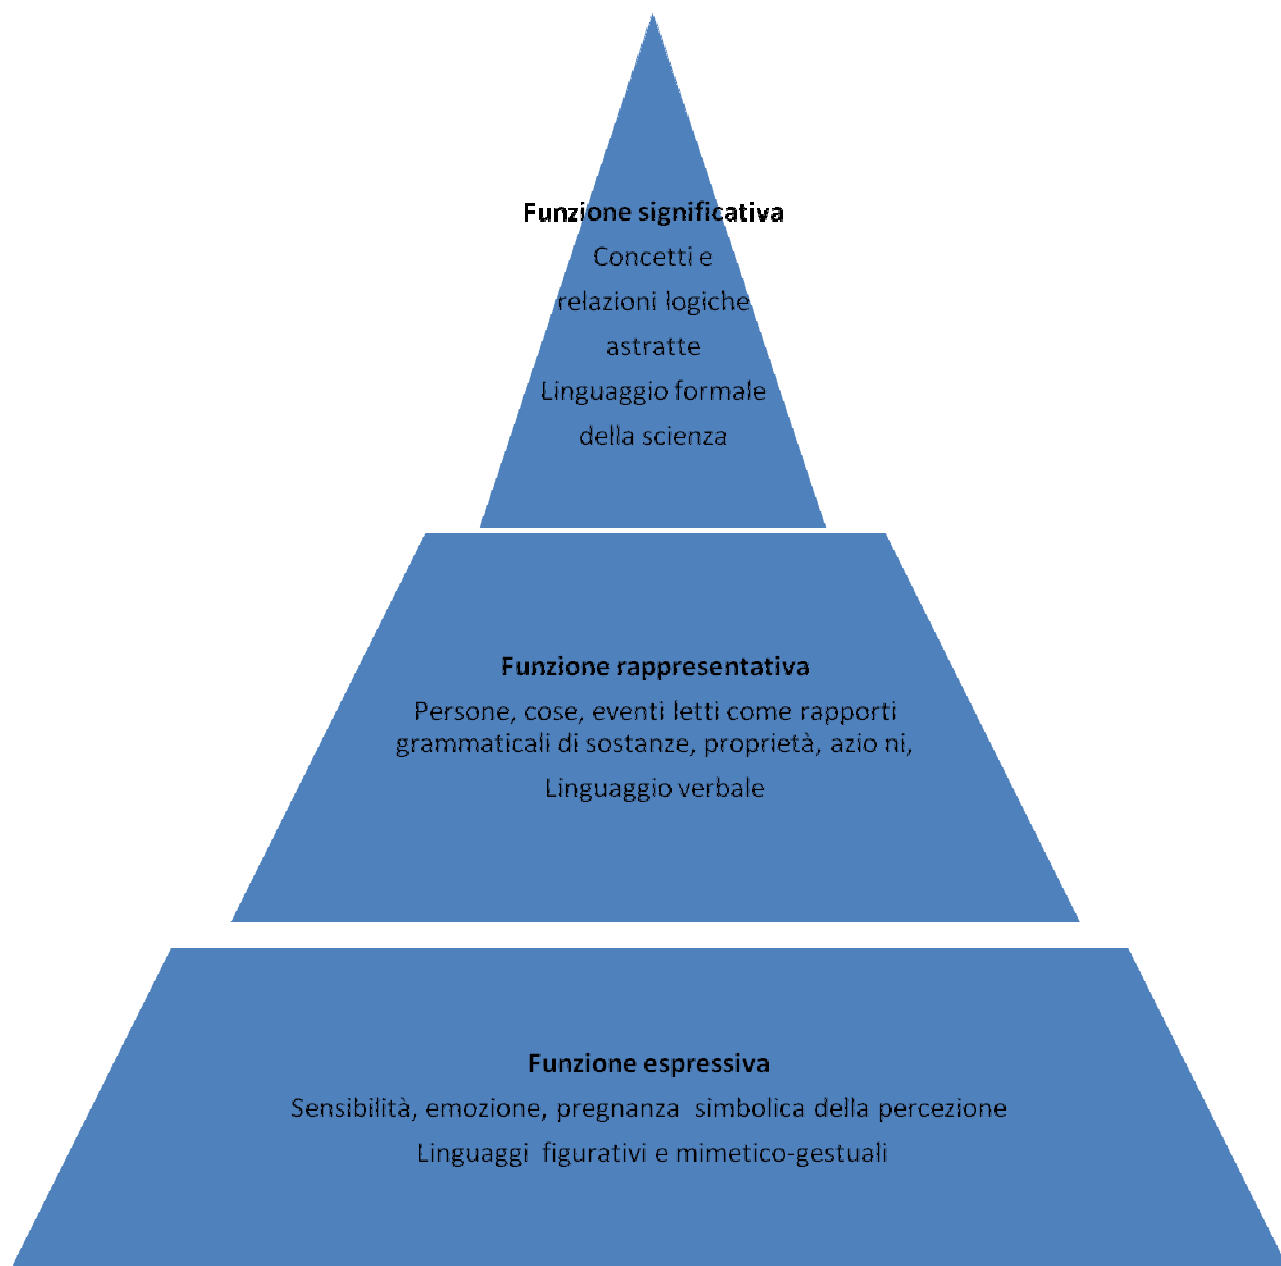 Funzione significativa
Concetti e
relazioni logiche
astratte
Linguaggio formale
della scienza
Funzione rappresentativa
Persone, cose, eventi letti come rapporti
grammaticali di sostanze, proprietà, azio ni,
Linguaggio verbale
Funzione espressiva
Sensibilità, emozione, pregnanza  simbolica della percezione
Linguaggi  figurativi e mimetico-gestuali